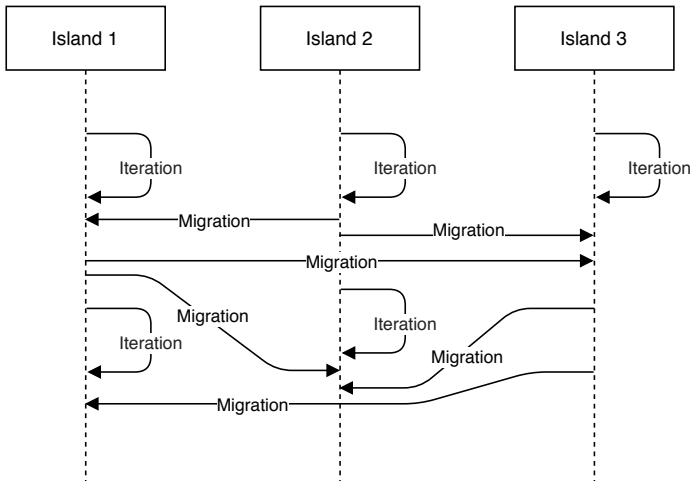 Island 1
Island 2
Island 3
Iteration
Iteration
Iteration
Migration
Migration
Migration
Migration
Iteration
Iteration
Migration
Migration